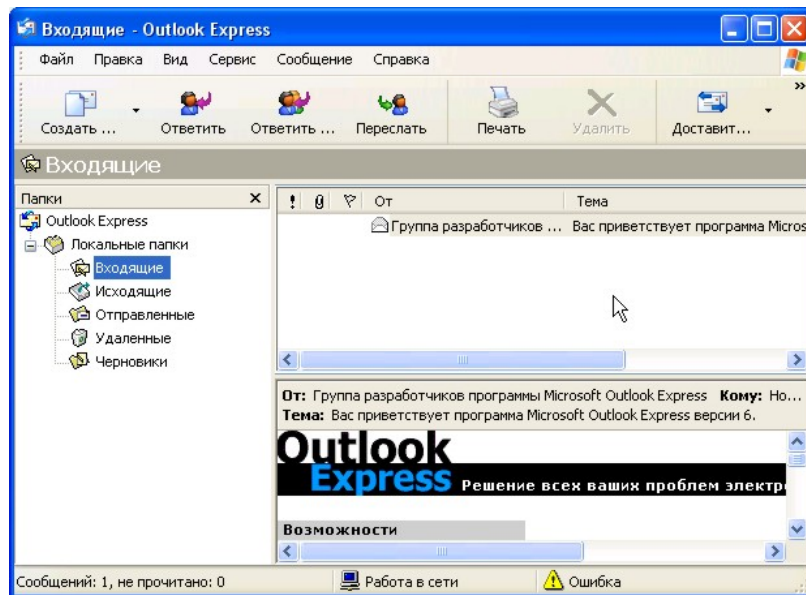 Входящие - Outlook Express
Файл Правка Вид Сервис Сообщение Справка
Создать ... Ответить Ответить ... Переслать Печать Удалить Доставит...
Входящие
Папки
Outlook Express
Локальные папки
Входящие
Исходящие
Отправленные
Удаленные
Черновики
От Тема
Группа разработчиков ... Вас приветствует программа Micros
От: Группа разработчиков программы Microsoft Outlook Express Кому: Но...
Тема: Вас приветствует программа Microsoft Outlook Express версии 6.
Outlook
Express Решение всех ваших проблем электр
Возможности
Сообщений: 1, не прочитано: 0 Работа в сети Ошибка